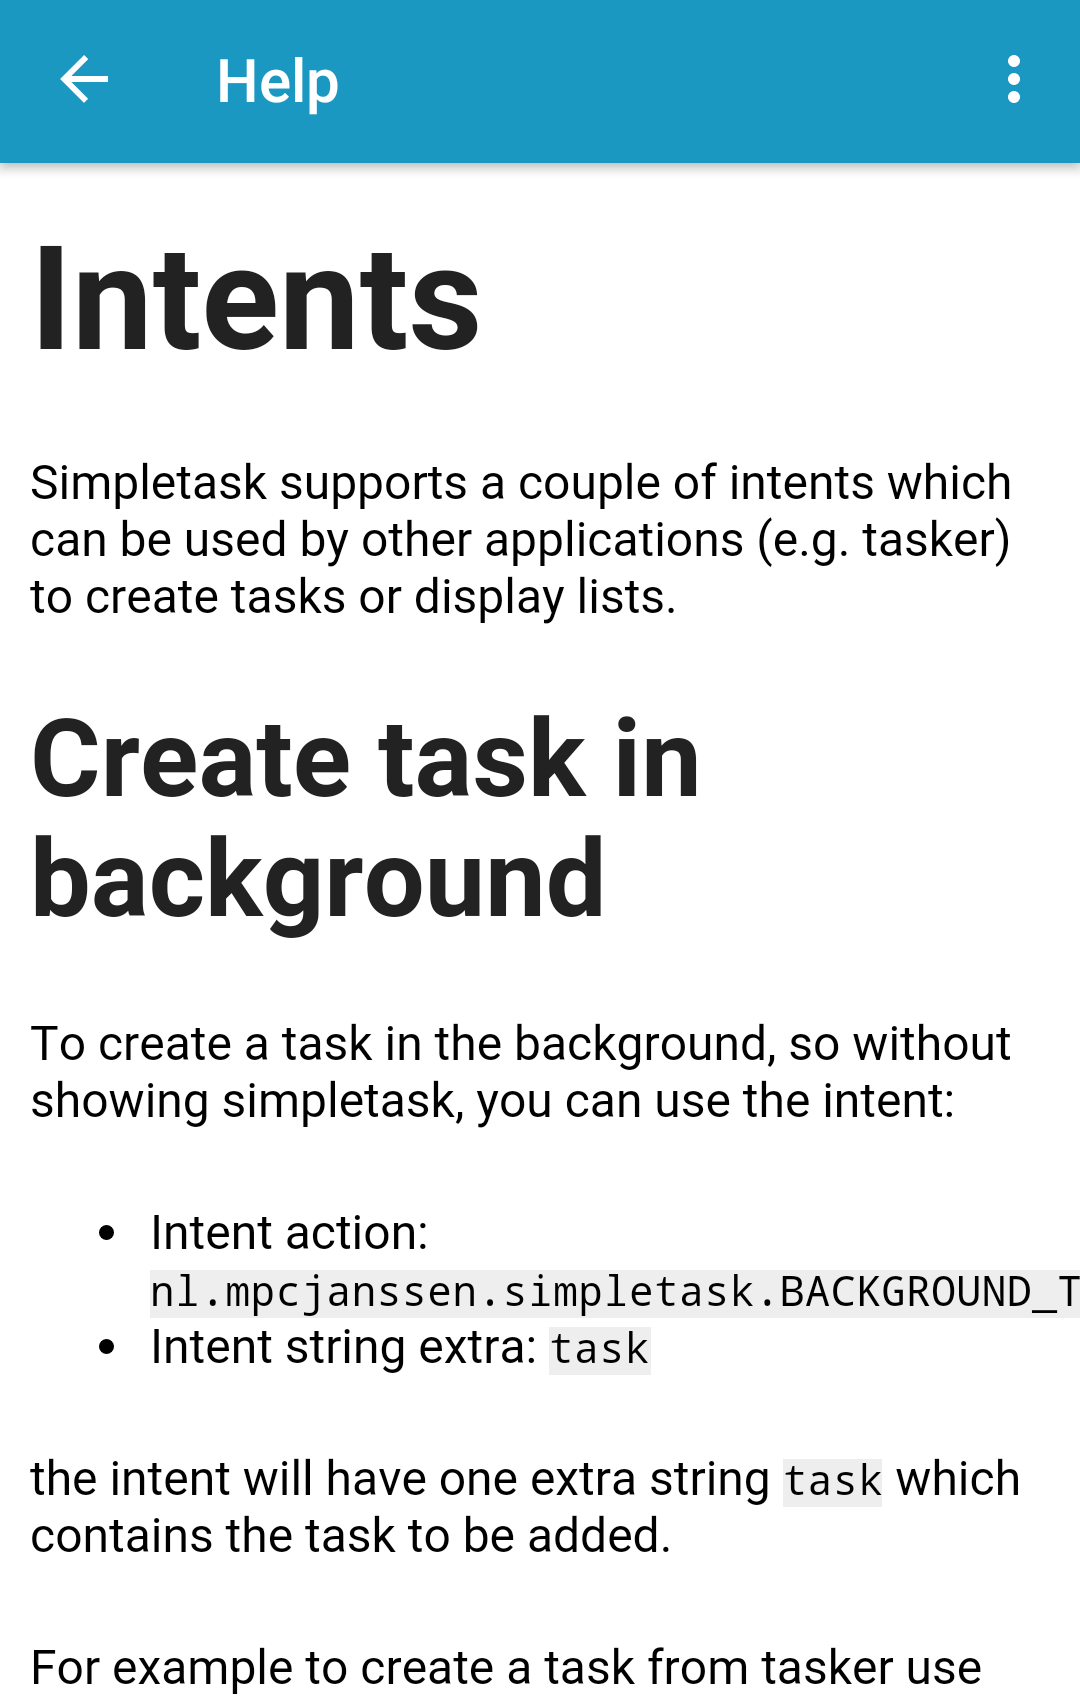 Help
Intents
Simpletask supports a couple of intents which
can be used by other applications (e.g. tasker)
to create tasks or display lists.
Create task in
background
To create a task in the background, so without
showing simpletask, you can use the intent:
• Intent action:
nl.mpcjanssen.simpletask.BACKGROUND_T
• Intent string extra: task
the intent will have one extra string task which
contains the task to be added.
For example to create a task from tasker use